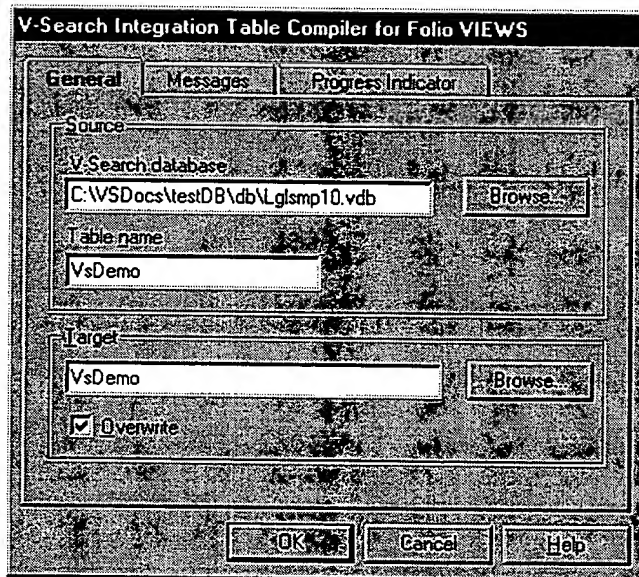 V-Search Integration Table Compiler for Folio VIEWS
General Messages Progress Indicator
Source
V-Search database
C:\VSDocs\testDB\db\Lglsmp10.vdb Browse...
Table name
VsDemo
Target
VsDemo Browse...
Overwrite
OK Cancel Help